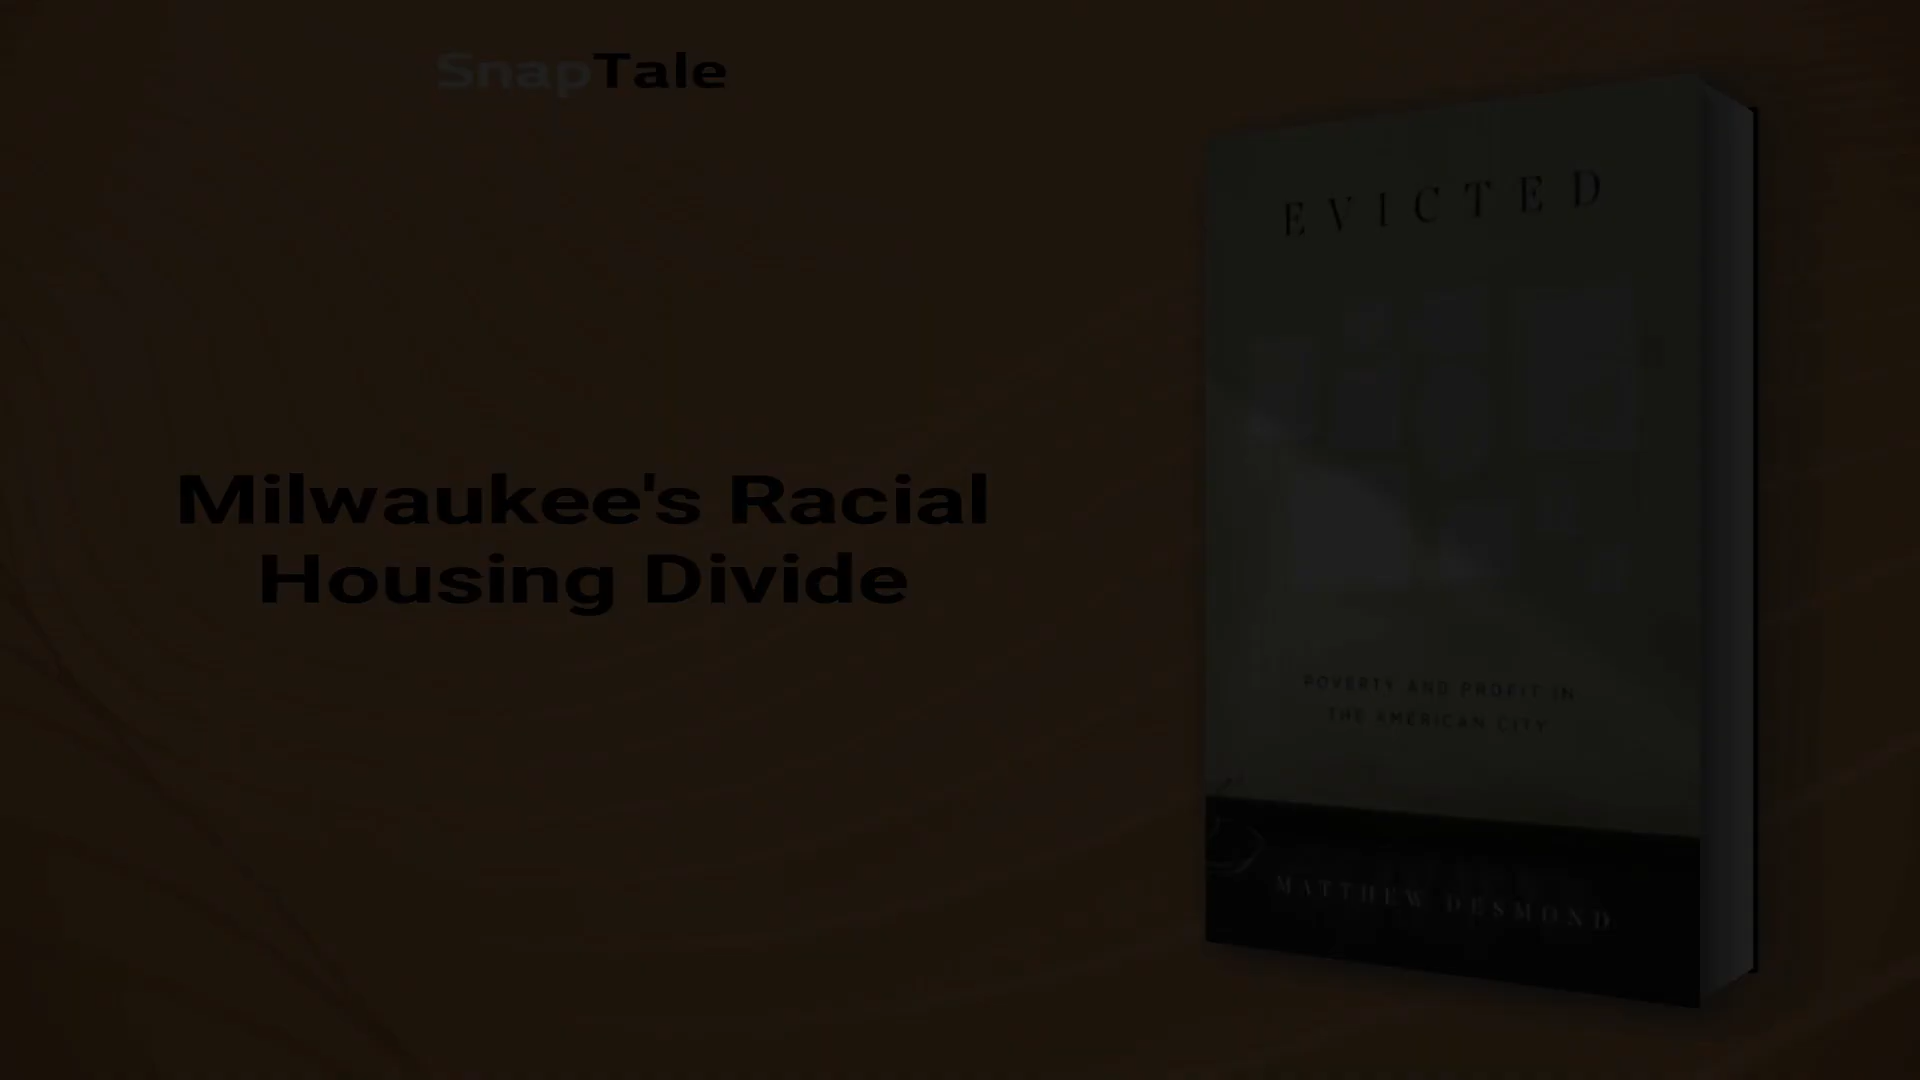 SnapTale
EVICTED
Milwaukee's Racial
Housing Divide
POVERTY AND PROFIT IN
THE AMERICAN CITY
MATTHEW DESMOND